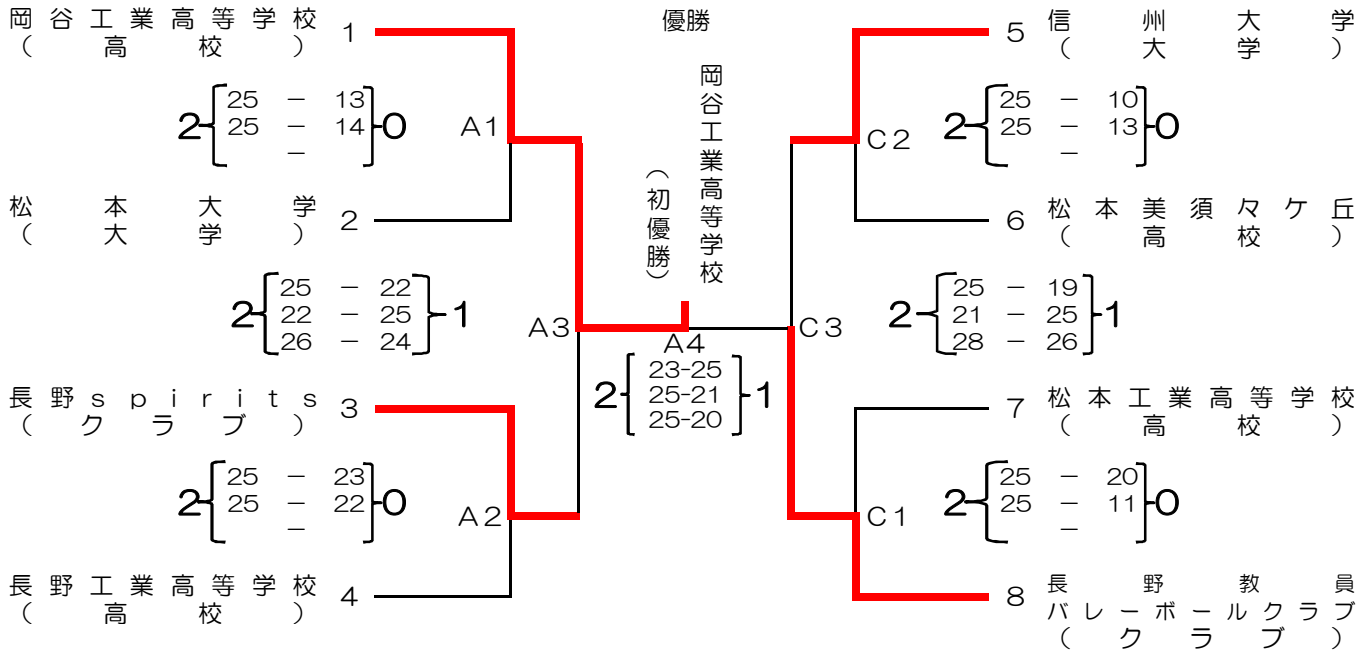 岡谷工業高等学校
（高校）
1
優勝
5
信州大学
（大学）
岡谷工業高等学校
（初優勝）
2
25 － 13
25 － 14
－
0
A1
2
25 － 10
25 － 13
－
0
C2
松本大学
（大学）
2
6
松本美須々ケ丘
（高校）
2
25 － 22
22 － 25
26 － 24
1
A3
A4
C3
2
25 － 19
21 － 25
28 － 26
1
2
23-25
25-21
25-20
1
長野ｓｐｉｒｉｔｓ
（クラブ）
3
7
松本工業高等学校
（高校）
2
25 － 23
25 － 22
－
0
A2
C1
2
25 － 20
25 － 11
－
0
長野工業高等学校
（高校）
4
8
長野教員
バレーボールクラブ
（クラブ）